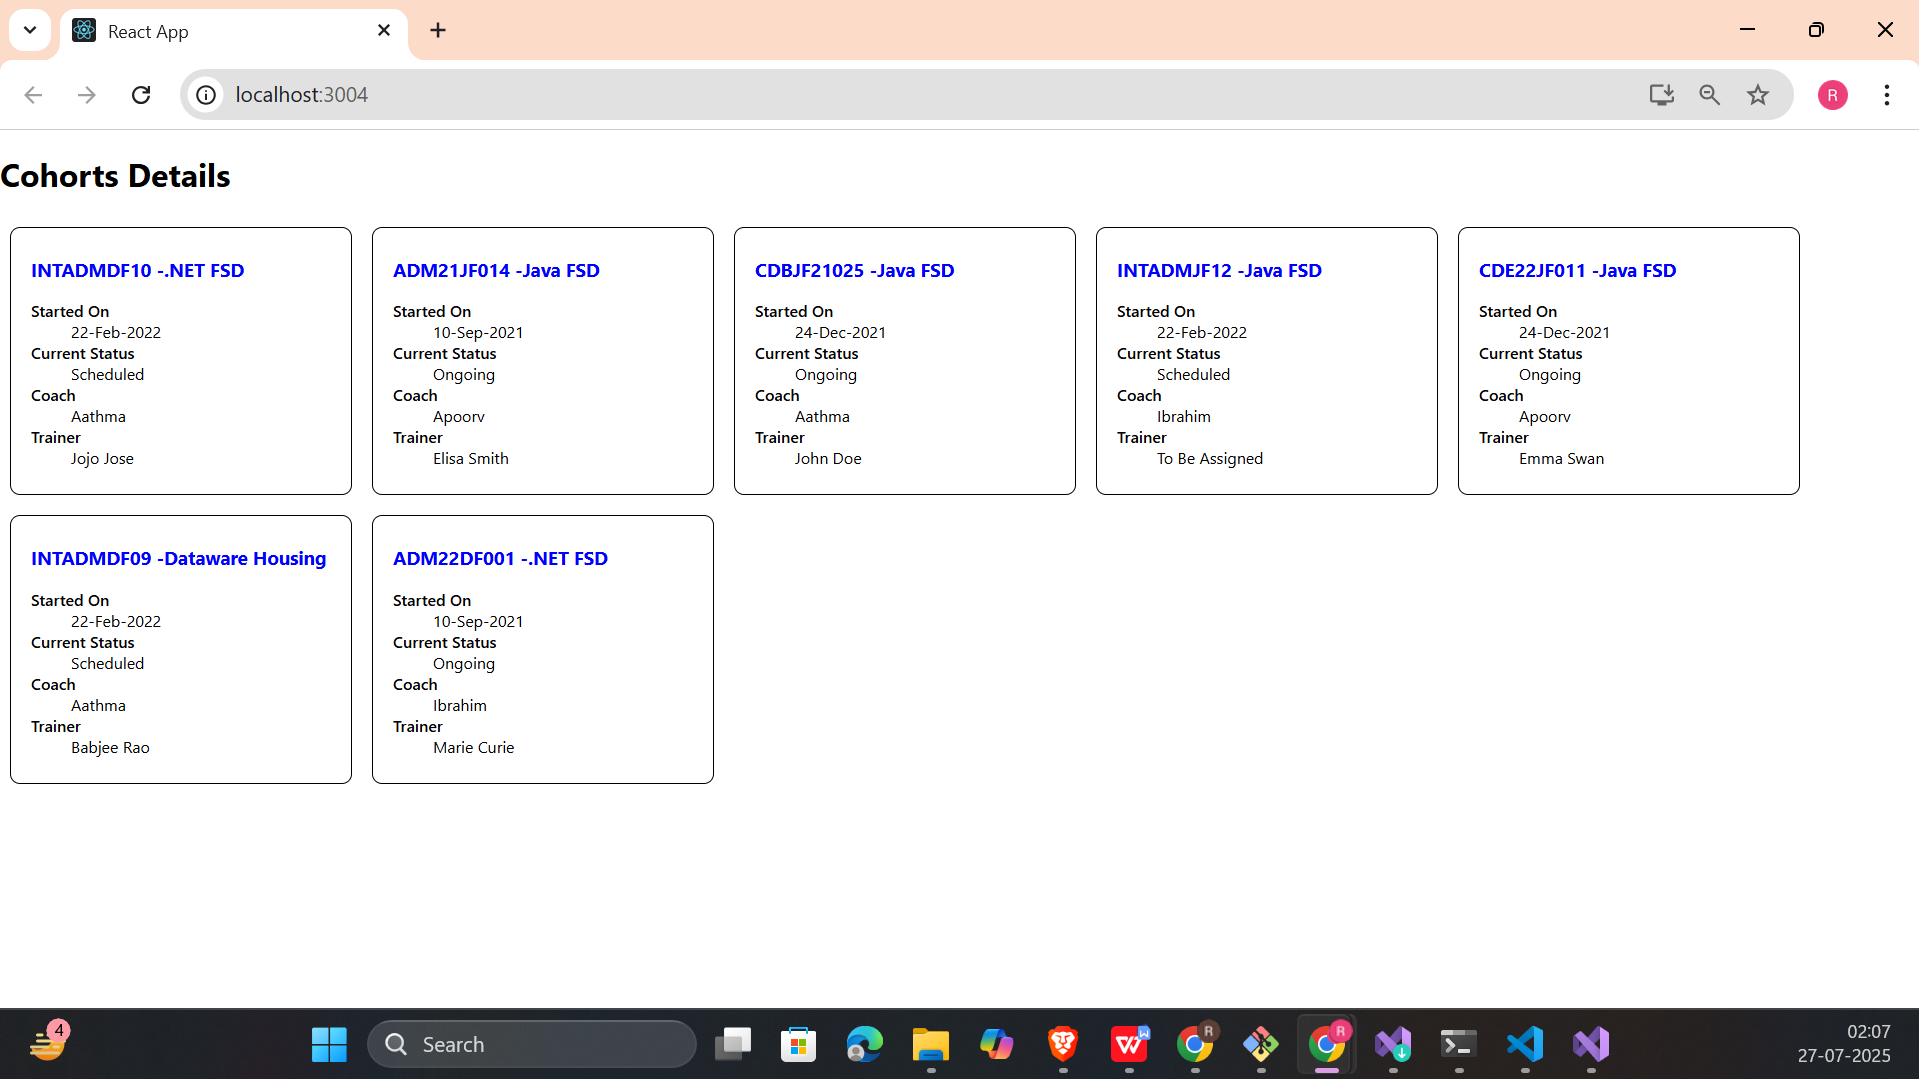 React App
localhost:3004
R
Cohorts Details
INTADMDF10 -.NET FSD
Started On
22-Feb-2022
Current Status
Scheduled
Coach
Aathma
Trainer
Jojo Jose
ADM21JF014 -Java FSD
Started On
10-Sep-2021
Current Status
Ongoing
Coach
Apoorv
Trainer
Elisa Smith
CDBJF21025 -Java FSD
Started On
24-Dec-2021
Current Status
Ongoing
Coach
Aathma
Trainer
John Doe
INTADMJF12 -Java FSD
Started On
22-Feb-2022
Current Status
Scheduled
Coach
Ibrahim
Trainer
To Be Assigned
CDE22JF011 -Java FSD
Started On
24-Dec-2021
Current Status
Ongoing
Coach
Apoorv
Trainer
Emma Swan
INTADMDF09 -Dataware Housing
Started On
22-Feb-2022
Current Status
Scheduled
Coach
Aathma
Trainer
Babjee Rao
ADM22DF001 -.NET FSD
Started On
10-Sep-2021
Current Status
Ongoing
Coach
Ibrahim
Trainer
Marie Curie
4
Search
W
R
R
02:07
27-07-2025